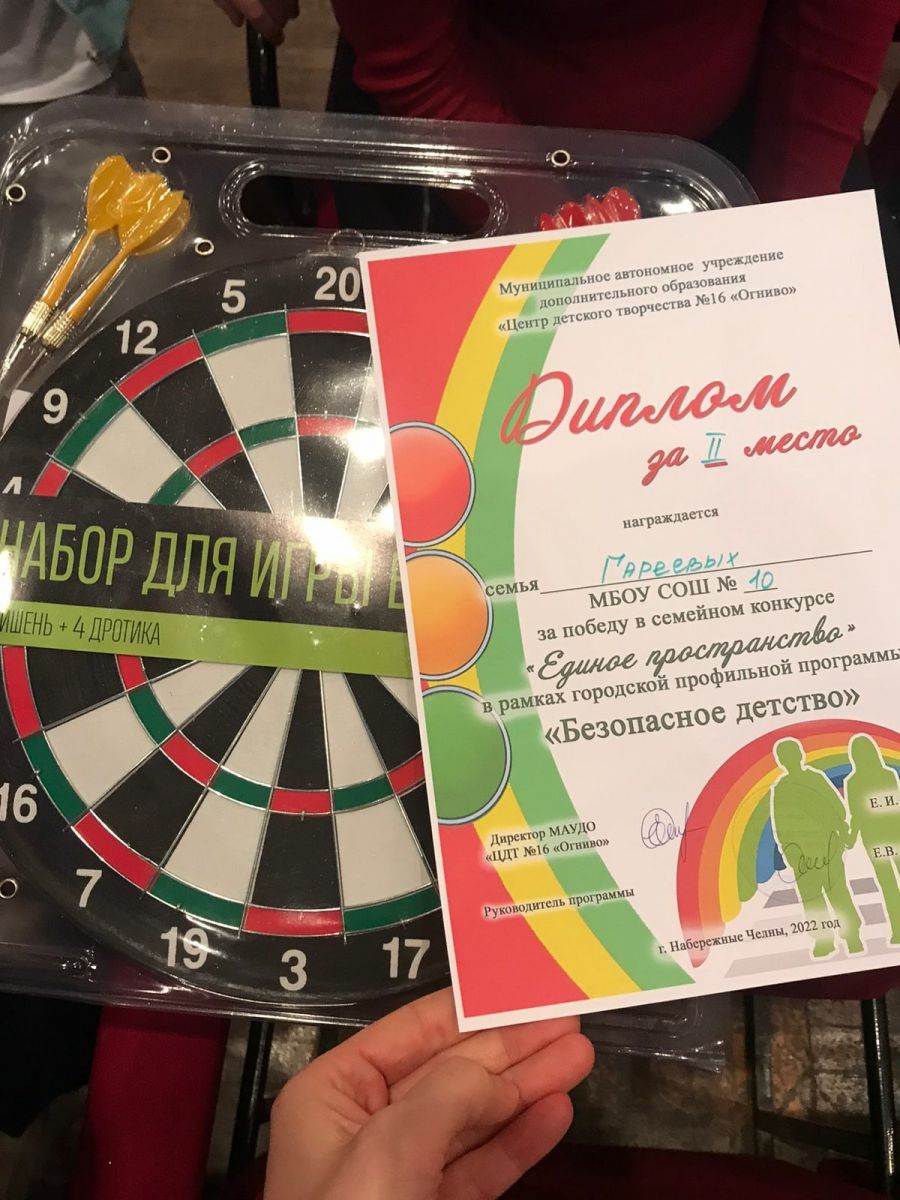 5
20
12
9
4
НАБОР ДЛЯ ИГРЫ В
МИШЕНЬ + 4 ДРОТИКА
16
7
19
3
17
Муниципальное автономное учреждение
дополнительного образования
«Центр детского творчества №16 «Огниво»
Диплом
за II место
награждается
семья Гареевых
МБОУ СОШ № 10
за победу в семейном конкурсе
«Единое пространство»
в рамках городской профильной программы
«Безопасное детство»
Директор МАУДО
«ЦДТ №16 «Огниво»
Е. И.
Руководитель программы
Е.В.
г. Набережные Челны, 2022 год